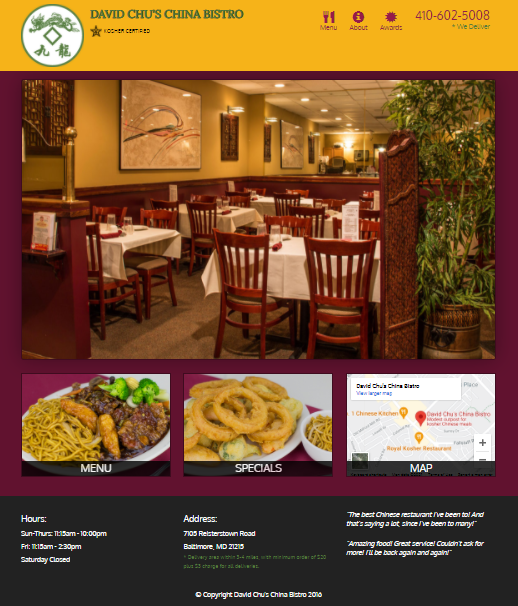 DAVID CHU'S CHINA BISTRO
KOSHER CERTIFIED
Menu
About
Awards
410-602-5008
* We Deliver
九龍
MENU
SPECIALS
David Chu's China Bistro
View larger map
Place
1 Chinese Kitchen
David Chu's China Bistro
Modest outpost for
kosher Chinese meals
Royal Kosher Restaurant
+
−
MAP
Hours:
Sun-Thurs: 11:15am - 10:00pm
Fri: 11:15am - 2:30pm
Saturday Closed
Address:
7105 Reisterstown Road
Baltimore, MD 21215
* Delivery area within 3-4 miles, with minimum order of $20
plus $3 charge for all deliveries.
"The best Chinese restaurant I've been to! And
that's saying a lot, since I've been to many!"
"Amazing food! Great service! Couldn't ask for
more! I'll be back again and again!"
© Copyright David Chu's China Bistro 2016